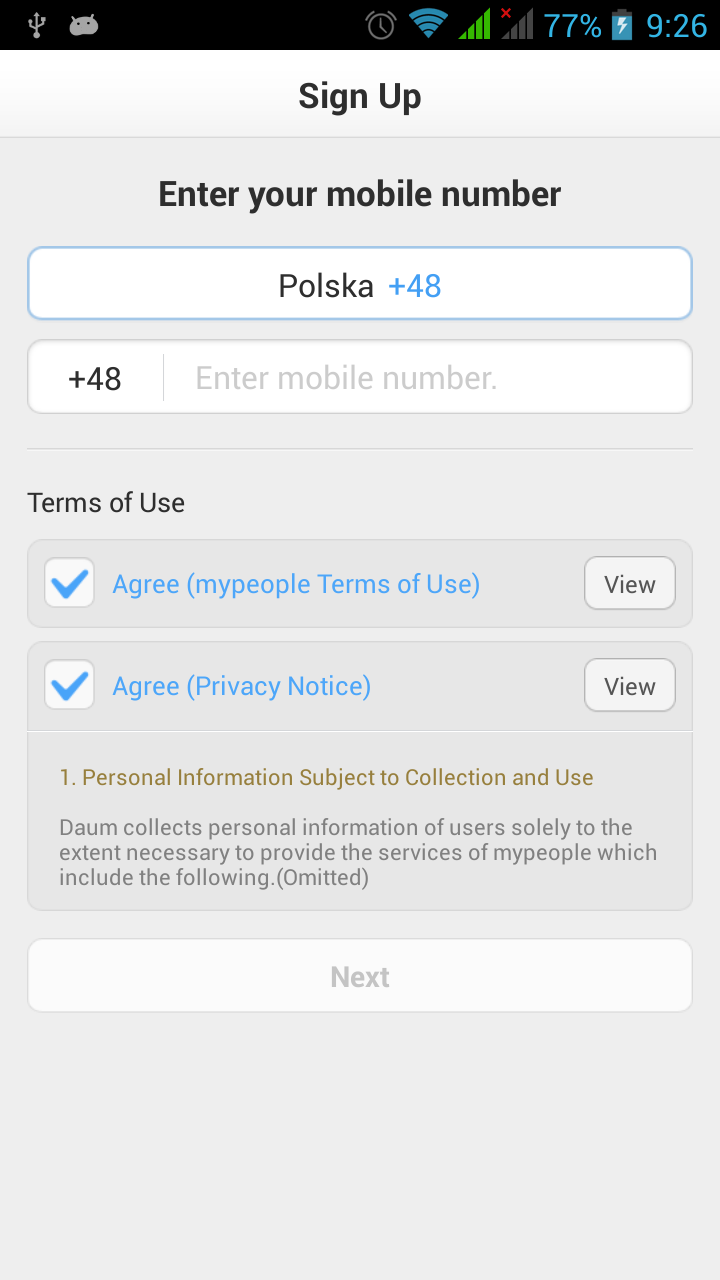 77% 9:26
Sign Up
Enter your mobile number
Polska +48
+48 Enter mobile number.
Terms of Use
Agree (mypeople Terms of Use) View
Agree (Privacy Notice) View
1. Personal Information Subject to Collection and Use
Daum collects personal information of users solely to the
extent necessary to provide the services of mypeople which
include the following.(Omitted)
Next